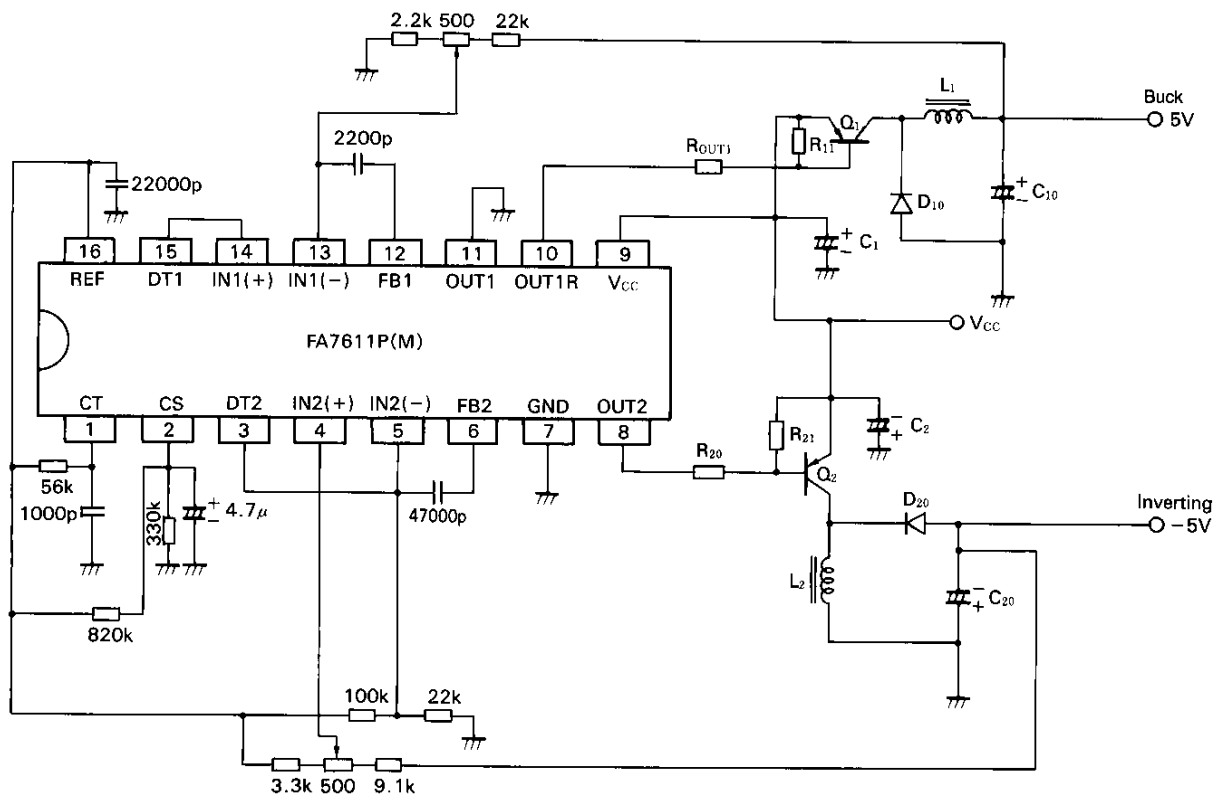 2.2k 500 22k
L₁
Buck
5V
2200p
R_OUT1
R₁₁
Q₁
22000p
D₁₀
+
-
C₁₀
+
-
C₁
16 15 14 13 12 11 10 9
REF DT1 IN1(+) IN1(-) FB1 OUT1 OUT1R V_CC
V_CC
FA7611P(M)
CT CS DT2 IN2(+) IN2(-) FB2 GND OUT2
1 2 3 4 5 6 7 8
R₂₁
-
+
C₂
R₂₀
Q₂
56k
1000p
330k
+
-
4.7μ
47000p
D₂₀
Inverting
-5V
L₂
-
+
C₂₀
820k
100k 22k
3.3k 500 9.1k